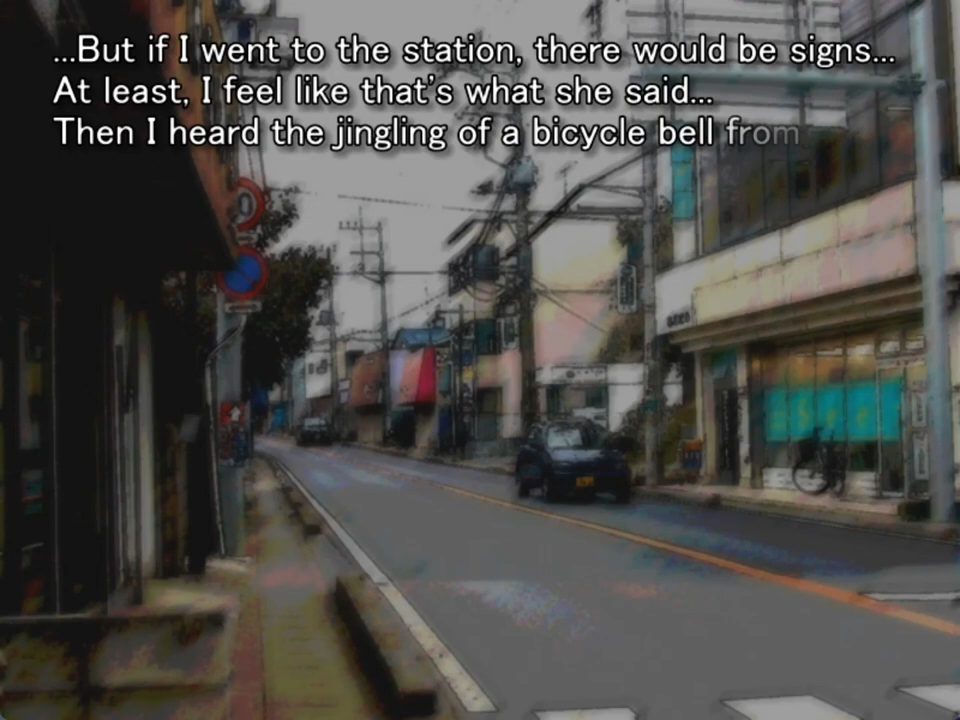 ...But if I went to the station, there would be signs...
At least, I feel like that's what she said...
Then I heard the jingling of a bicycle bell from